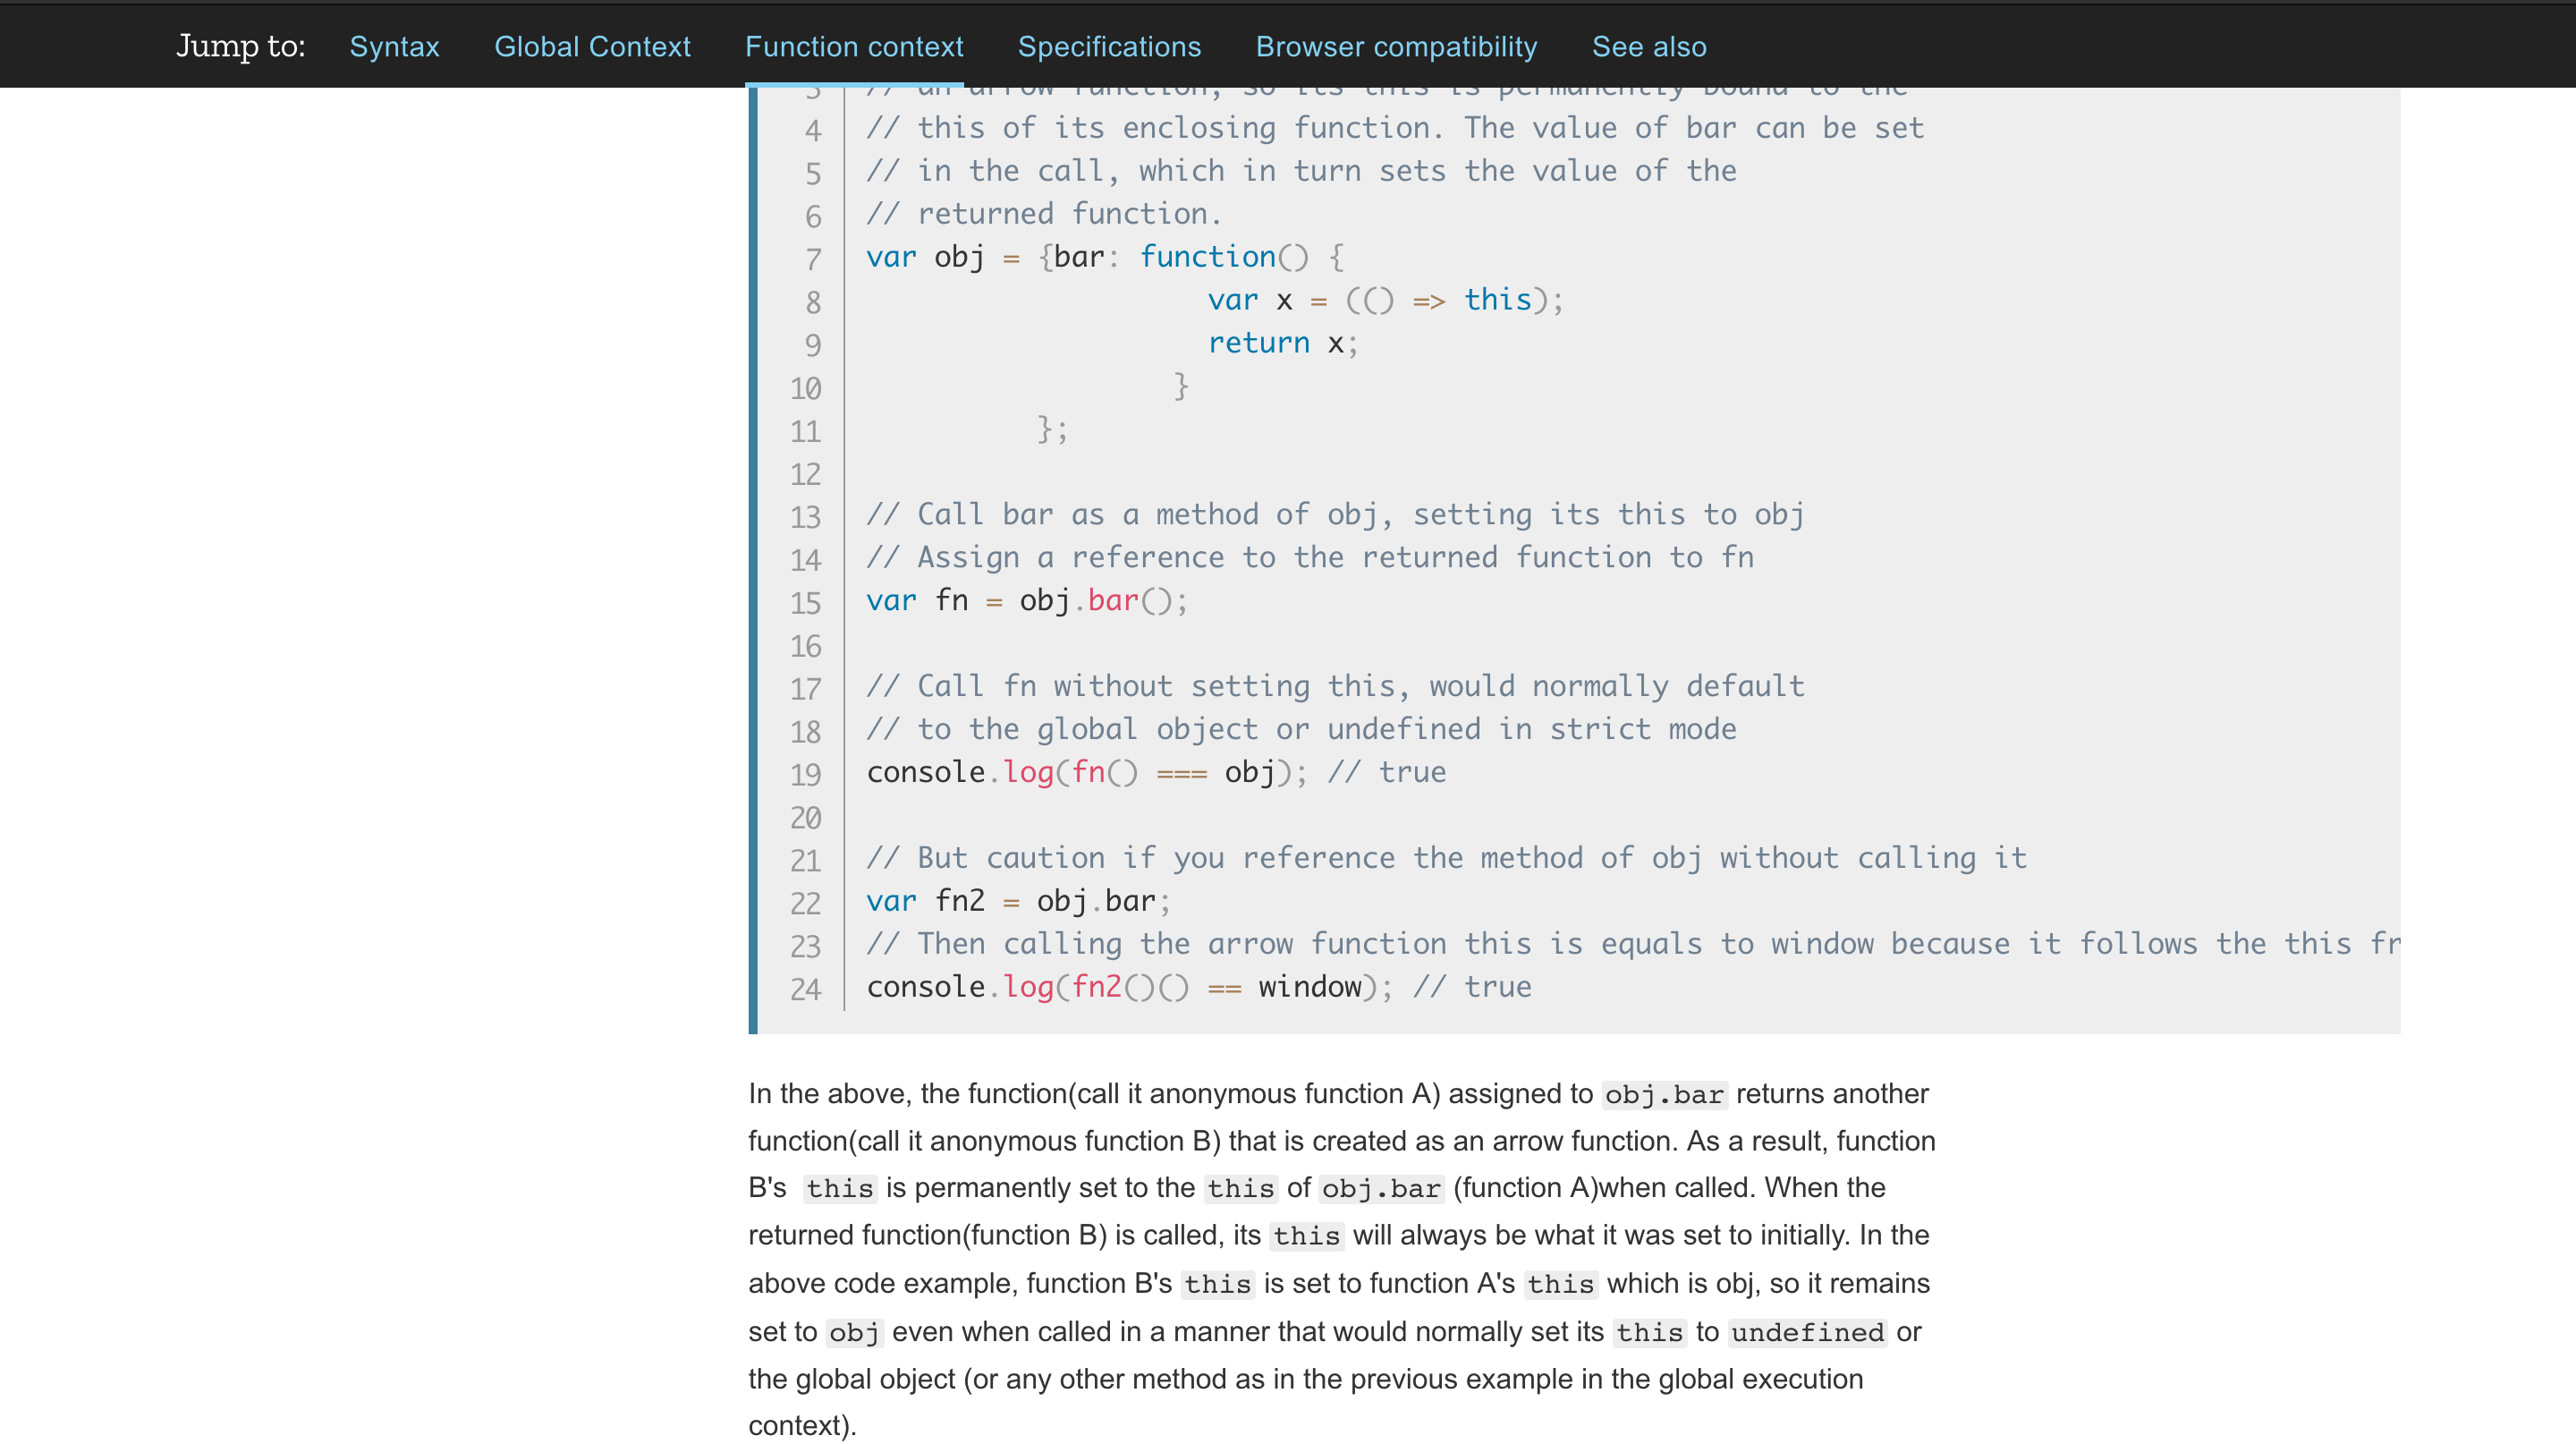 Jump to: Syntax Global Context Function context Specifications Browser compatibility See also
3 // an arrow function, so its this is permanently bound to the
4 // this of its enclosing function. The value of bar can be set
5 // in the call, which in turn sets the value of the
6 // returned function.
7 var obj = {bar: function() {
8 var x = (() => this);
9 return x;
10 }
11 };
12
13 // Call bar as a method of obj, setting its this to obj
14 // Assign a reference to the returned function to fn
15 var fn = obj.bar();
16
17 // Call fn without setting this, would normally default
18 // to the global object or undefined in strict mode
19 console.log(fn() === obj); // true
20
21 // But caution if you reference the method of obj without calling it
22 var fn2 = obj.bar;
23 // Then calling the arrow function this is equals to window because it follows the this fr
24 console.log(fn2()() == window); // true
In the above, the function(call it anonymous function A) assigned to obj.bar returns another
function(call it anonymous function B) that is created as an arrow function. As a result, function
B's this is permanently set to the this of obj.bar (function A)when called. When the
returned function(function B) is called, its this will always be what it was set to initially. In the
above code example, function B's this is set to function A's this which is obj, so it remains
set to obj even when called in a manner that would normally set its this to undefined or
the global object (or any other method as in the previous example in the global execution
context).